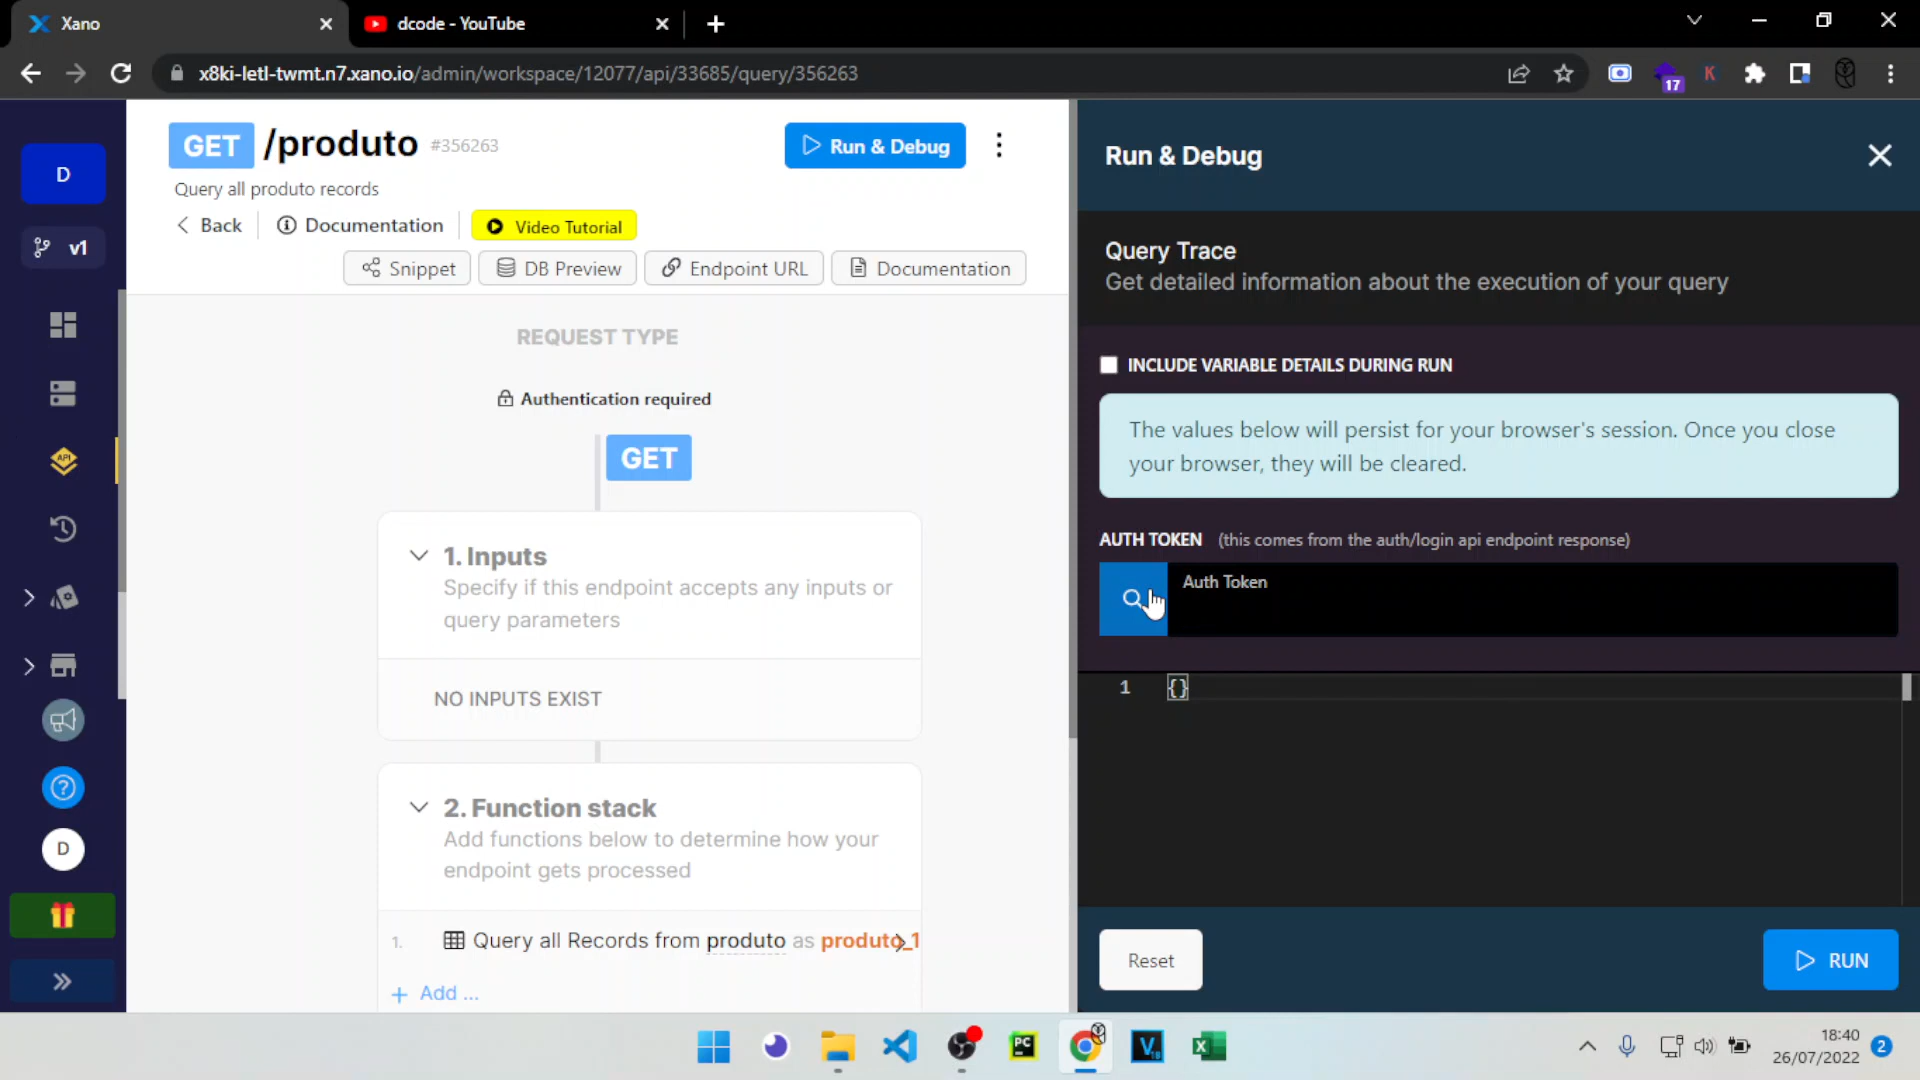 Xano
dcode - YouTube
x8ki-letl-twmt.n7.xano.io/admin/workspace/12077/api/33685/query/356263
17
K
D
v1
API
D
GET /produto #356263
Query all produto records
Run & Debug
Back
Documentation
Video Tutorial
Snippet
DB Preview
Endpoint URL
Documentation
REQUEST TYPE
Authentication required
GET
1. Inputs
Specify if this endpoint accepts any inputs or
query parameters
NO INPUTS EXIST
2. Function stack
Add functions below to determine how your
endpoint gets processed
1. Query all Records from produto as produto_1
+ Add ...
Run & Debug
Query Trace
Get detailed information about the execution of your query
INCLUDE VARIABLE DETAILS DURING RUN
The values below will persist for your browser's session. Once you close
your browser, they will be cleared.
AUTH TOKEN (this comes from the auth/login api endpoint response)
Auth Token
1 {}
Reset
RUN
PC
V
18
X
18:40
26/07/2022
2